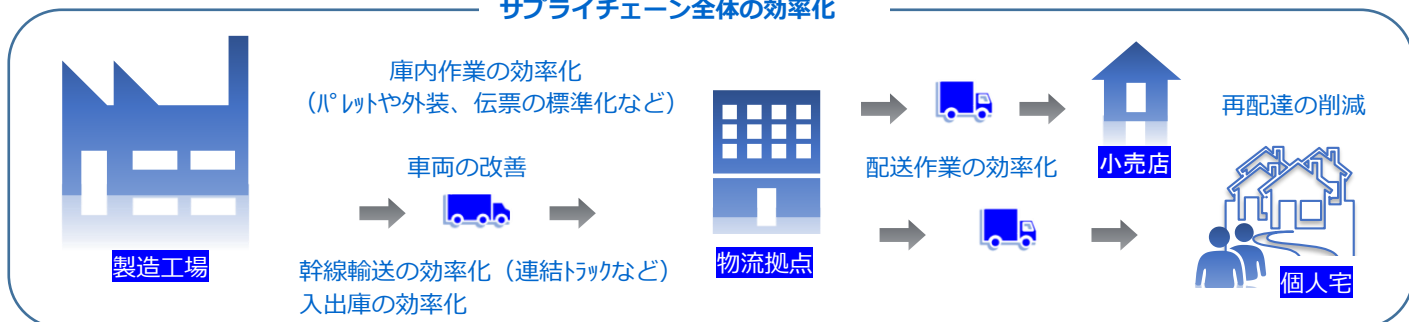 サプライチェーン全体の効率化
庫内作業の効率化
（ﾊﾟﾚｯﾄや外装、伝票の標準化など）
車両の改善
製造工場
幹線輸送の効率化（連結ﾄﾗｯｸなど）
入出庫の効率化
物流拠点
配送作業の効率化
小売店
再配達の削減
個人宅